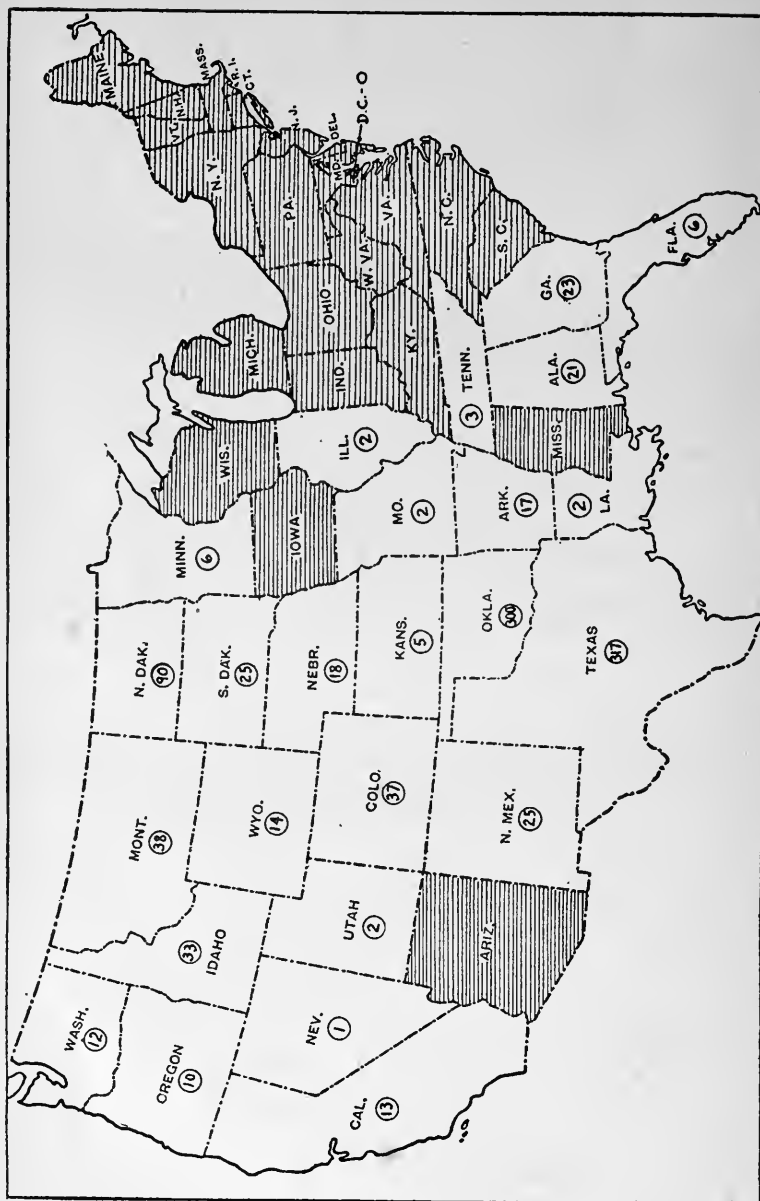 WASH.
12
OREGON
10
CAL.
13
NEV.
1
IDAHO
33
MONT.
38
WYO.
14
UTAH
2
COLO.
37
ARIZ.
N. MEX.
25
N. DAK.
90
S. DAK.
25
NEBR.
18
KANS.
5
OKLA.
300
TEXAS
317
MINN.
6
IOWA
MO.
2
ARK.
17
LA.
2
WIS.
ILL.
2
MICH.
IND.
OHIO
KY.
TENN.
3
MISS.
ALA.
21
GA.
23
FLA.
6
S. C.
N. C.
VA.
W. VA.
PA.
N. Y.
VT.
N.H.
MAINE
MASS.
R. I.
CT.
N. J.
DEL.
MD.
D.C.-0